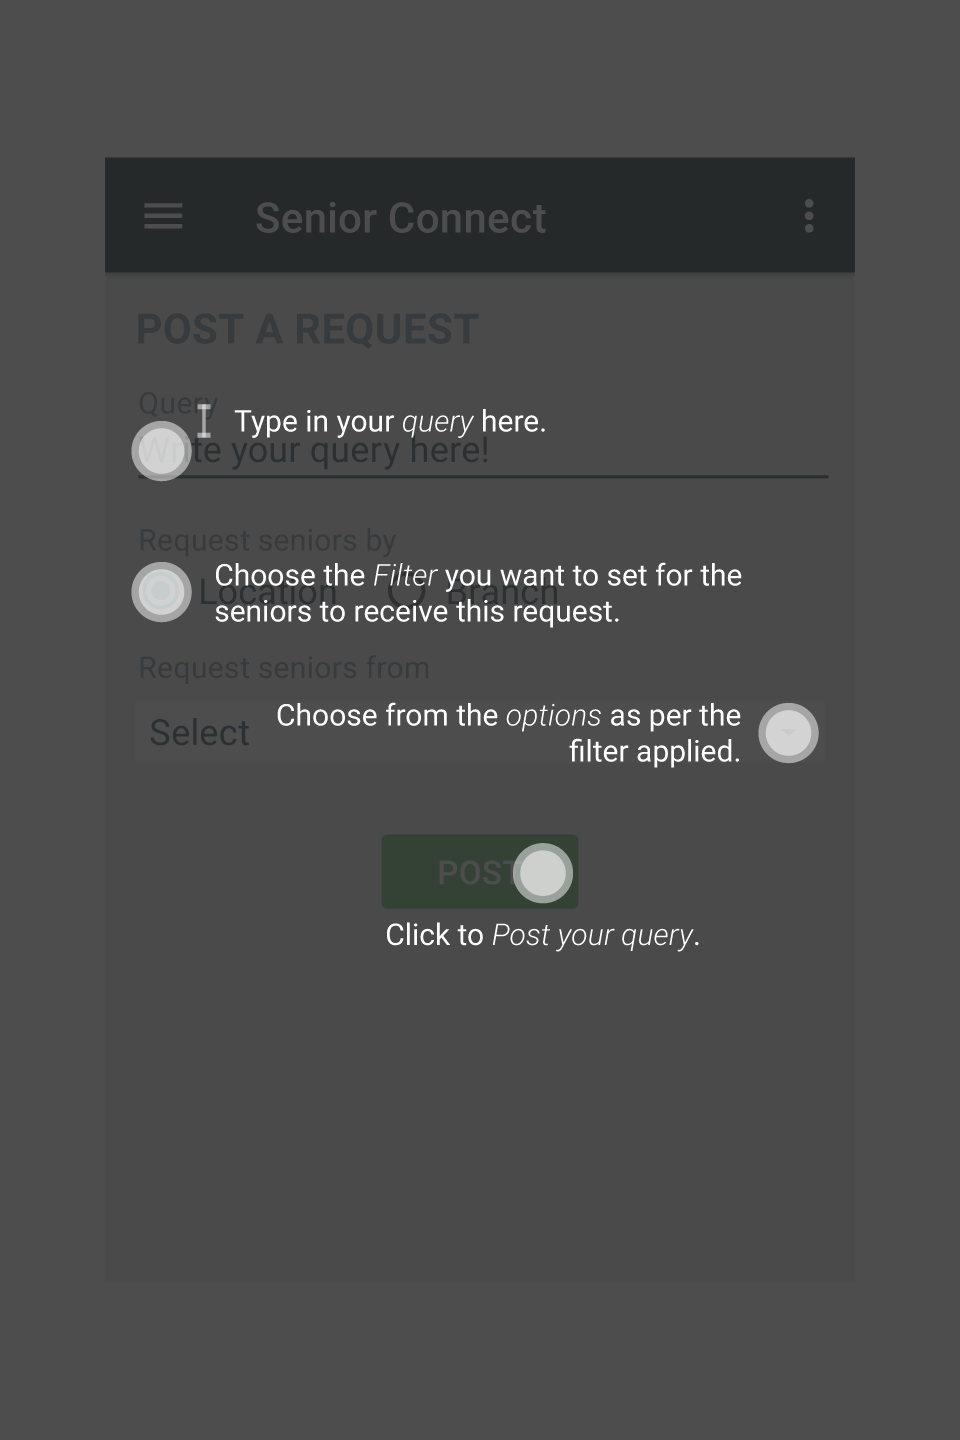 Senior Connect
POST A REQUEST
Query
Type in your query here.
Write your query here!
Request seniors by
Choose the Filter you want to set for the
Location Branch
seniors to receive this request.
Request seniors from
Choose from the options as per the
Select
filter applied.
POST
Click to Post your query.